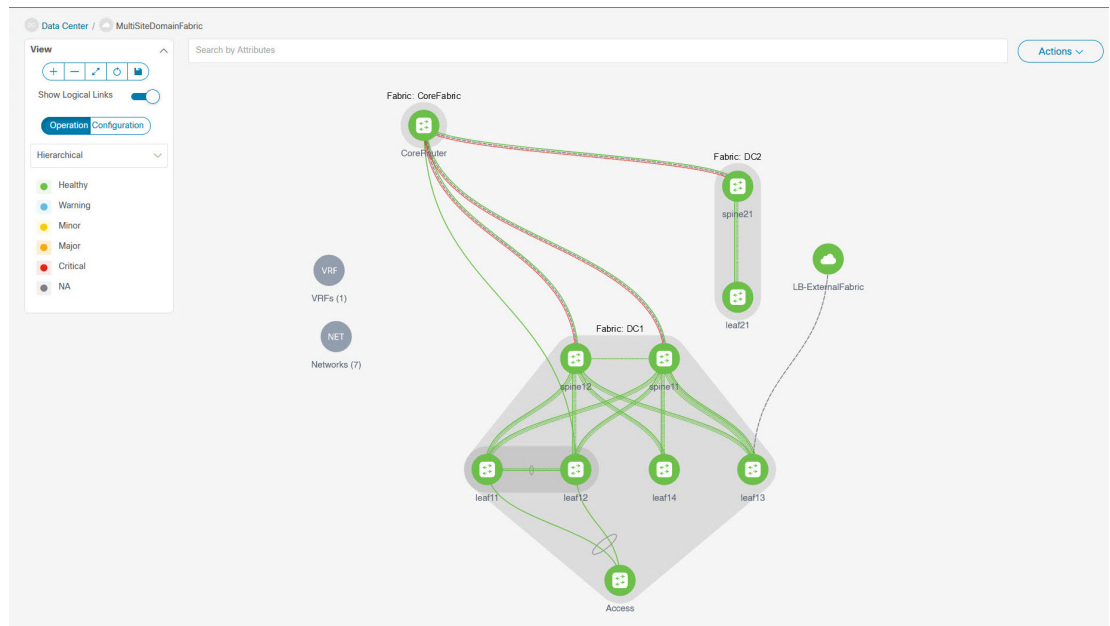 Data Center / MultiSiteDomainFabric
View
Search by Attributes
Actions
Show Logical Links
Operation Configuration
Hierarchical
Healthy
Warning
Minor
Major
Critical
NA
Fabric: CoreFabric
CoreRouter
Fabric: DC2
spine21
leaf21
LB-ExternalFabric
VRF
VRFs (1)
NET
Networks (7)
Fabric: DC1
spine12
spine11
leaf11
leaf12
leaf14
leaf13
Access